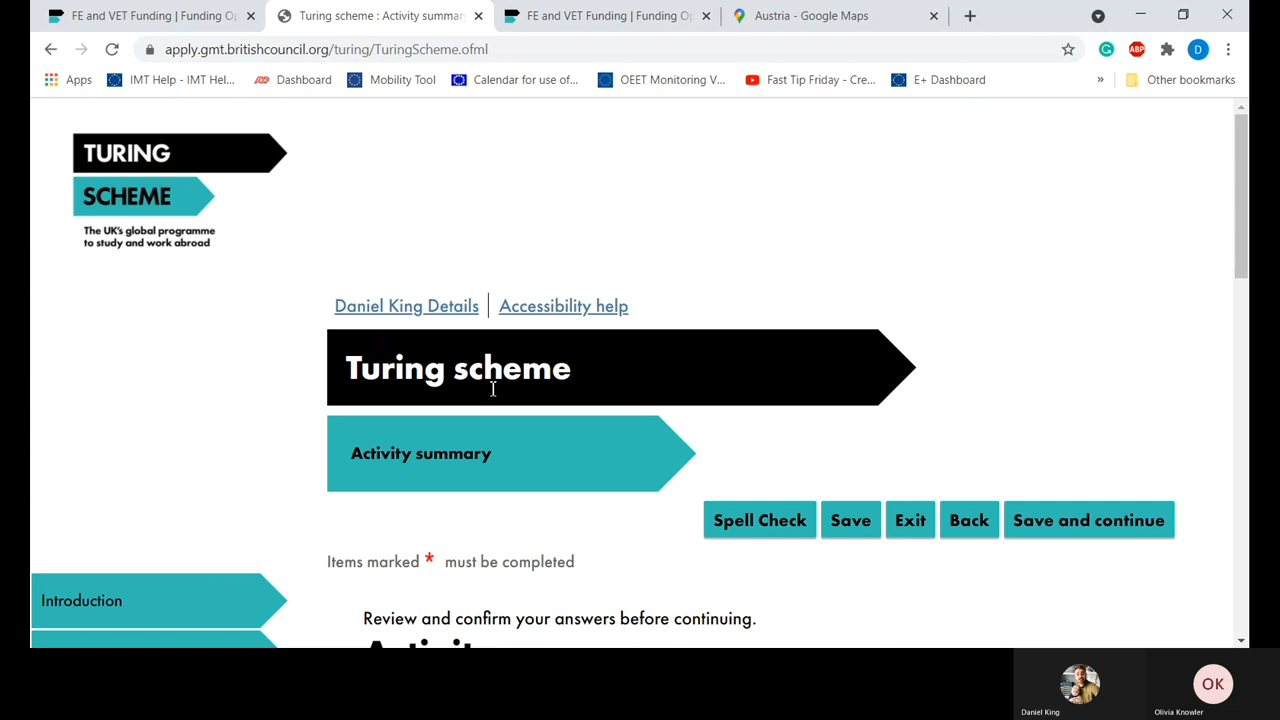 FE and VET Funding | Funding Op
Turing scheme : Activity summar
FE and VET Funding | Funding Op
Austria - Google Maps
apply.gmt.britishcouncil.org/turing/TuringScheme.ofml
ABP
D
Apps
IMT Help - IMT Hel...
Dashboard
Mobility Tool
Calendar for use of...
OEET Monitoring V...
Fast Tip Friday - Cre...
E+ Dashboard
»
Other bookmarks
TURING
SCHEME
The UK's global programme
to study and work abroad
Daniel King Details
Accessibility help
Turing scheme
Activity summary
Spell Check
Save
Exit
Back
Save and continue
Items marked * must be completed
Introduction
Review and confirm your answers before continuing.
OK
Daniel King
Olivia Knowler